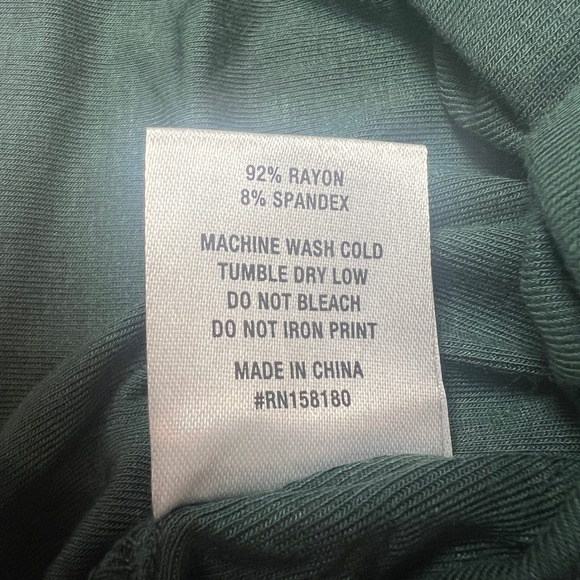 92% RAYON
8% SPANDEX
MACHINE WASH COLD
TUMBLE DRY LOW
DO NOT BLEACH
DO NOT IRON PRINT
MADE IN CHINA
#RN158180